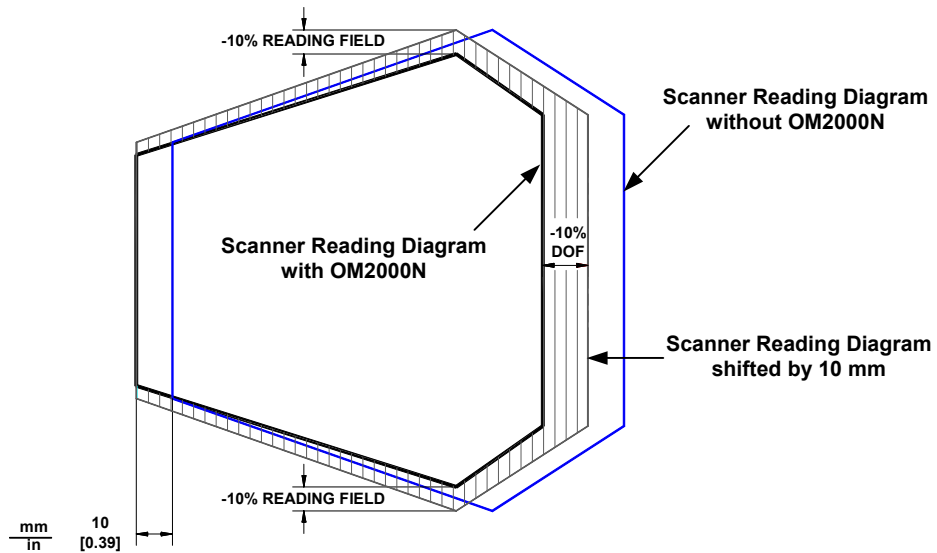 -10% READING FIELD
Scanner Reading Diagram
without OM2000N
Scanner Reading Diagram
with OM2000N
-10%
DOF
Scanner Reading Diagram
shifted by 10 mm
-10% READING FIELD
mm
in
10
[0.39]